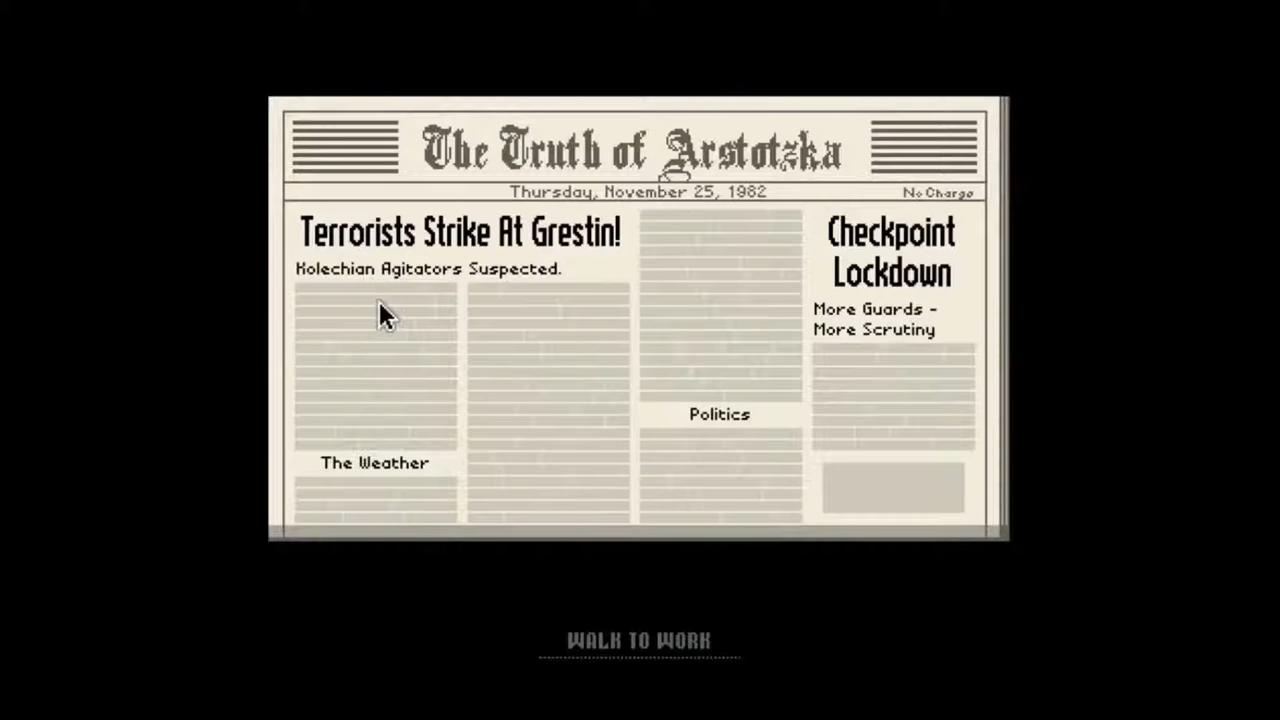 The Truth of Arstotzka
Thursday, November 25, 1982
No Charge
Terrorists Strike At Grestin!
Kolechian Agitators Suspected.
The Weather
Politics
Checkpoint
Lockdown
More Guards -
More Scrutiny
WALK TO WORK